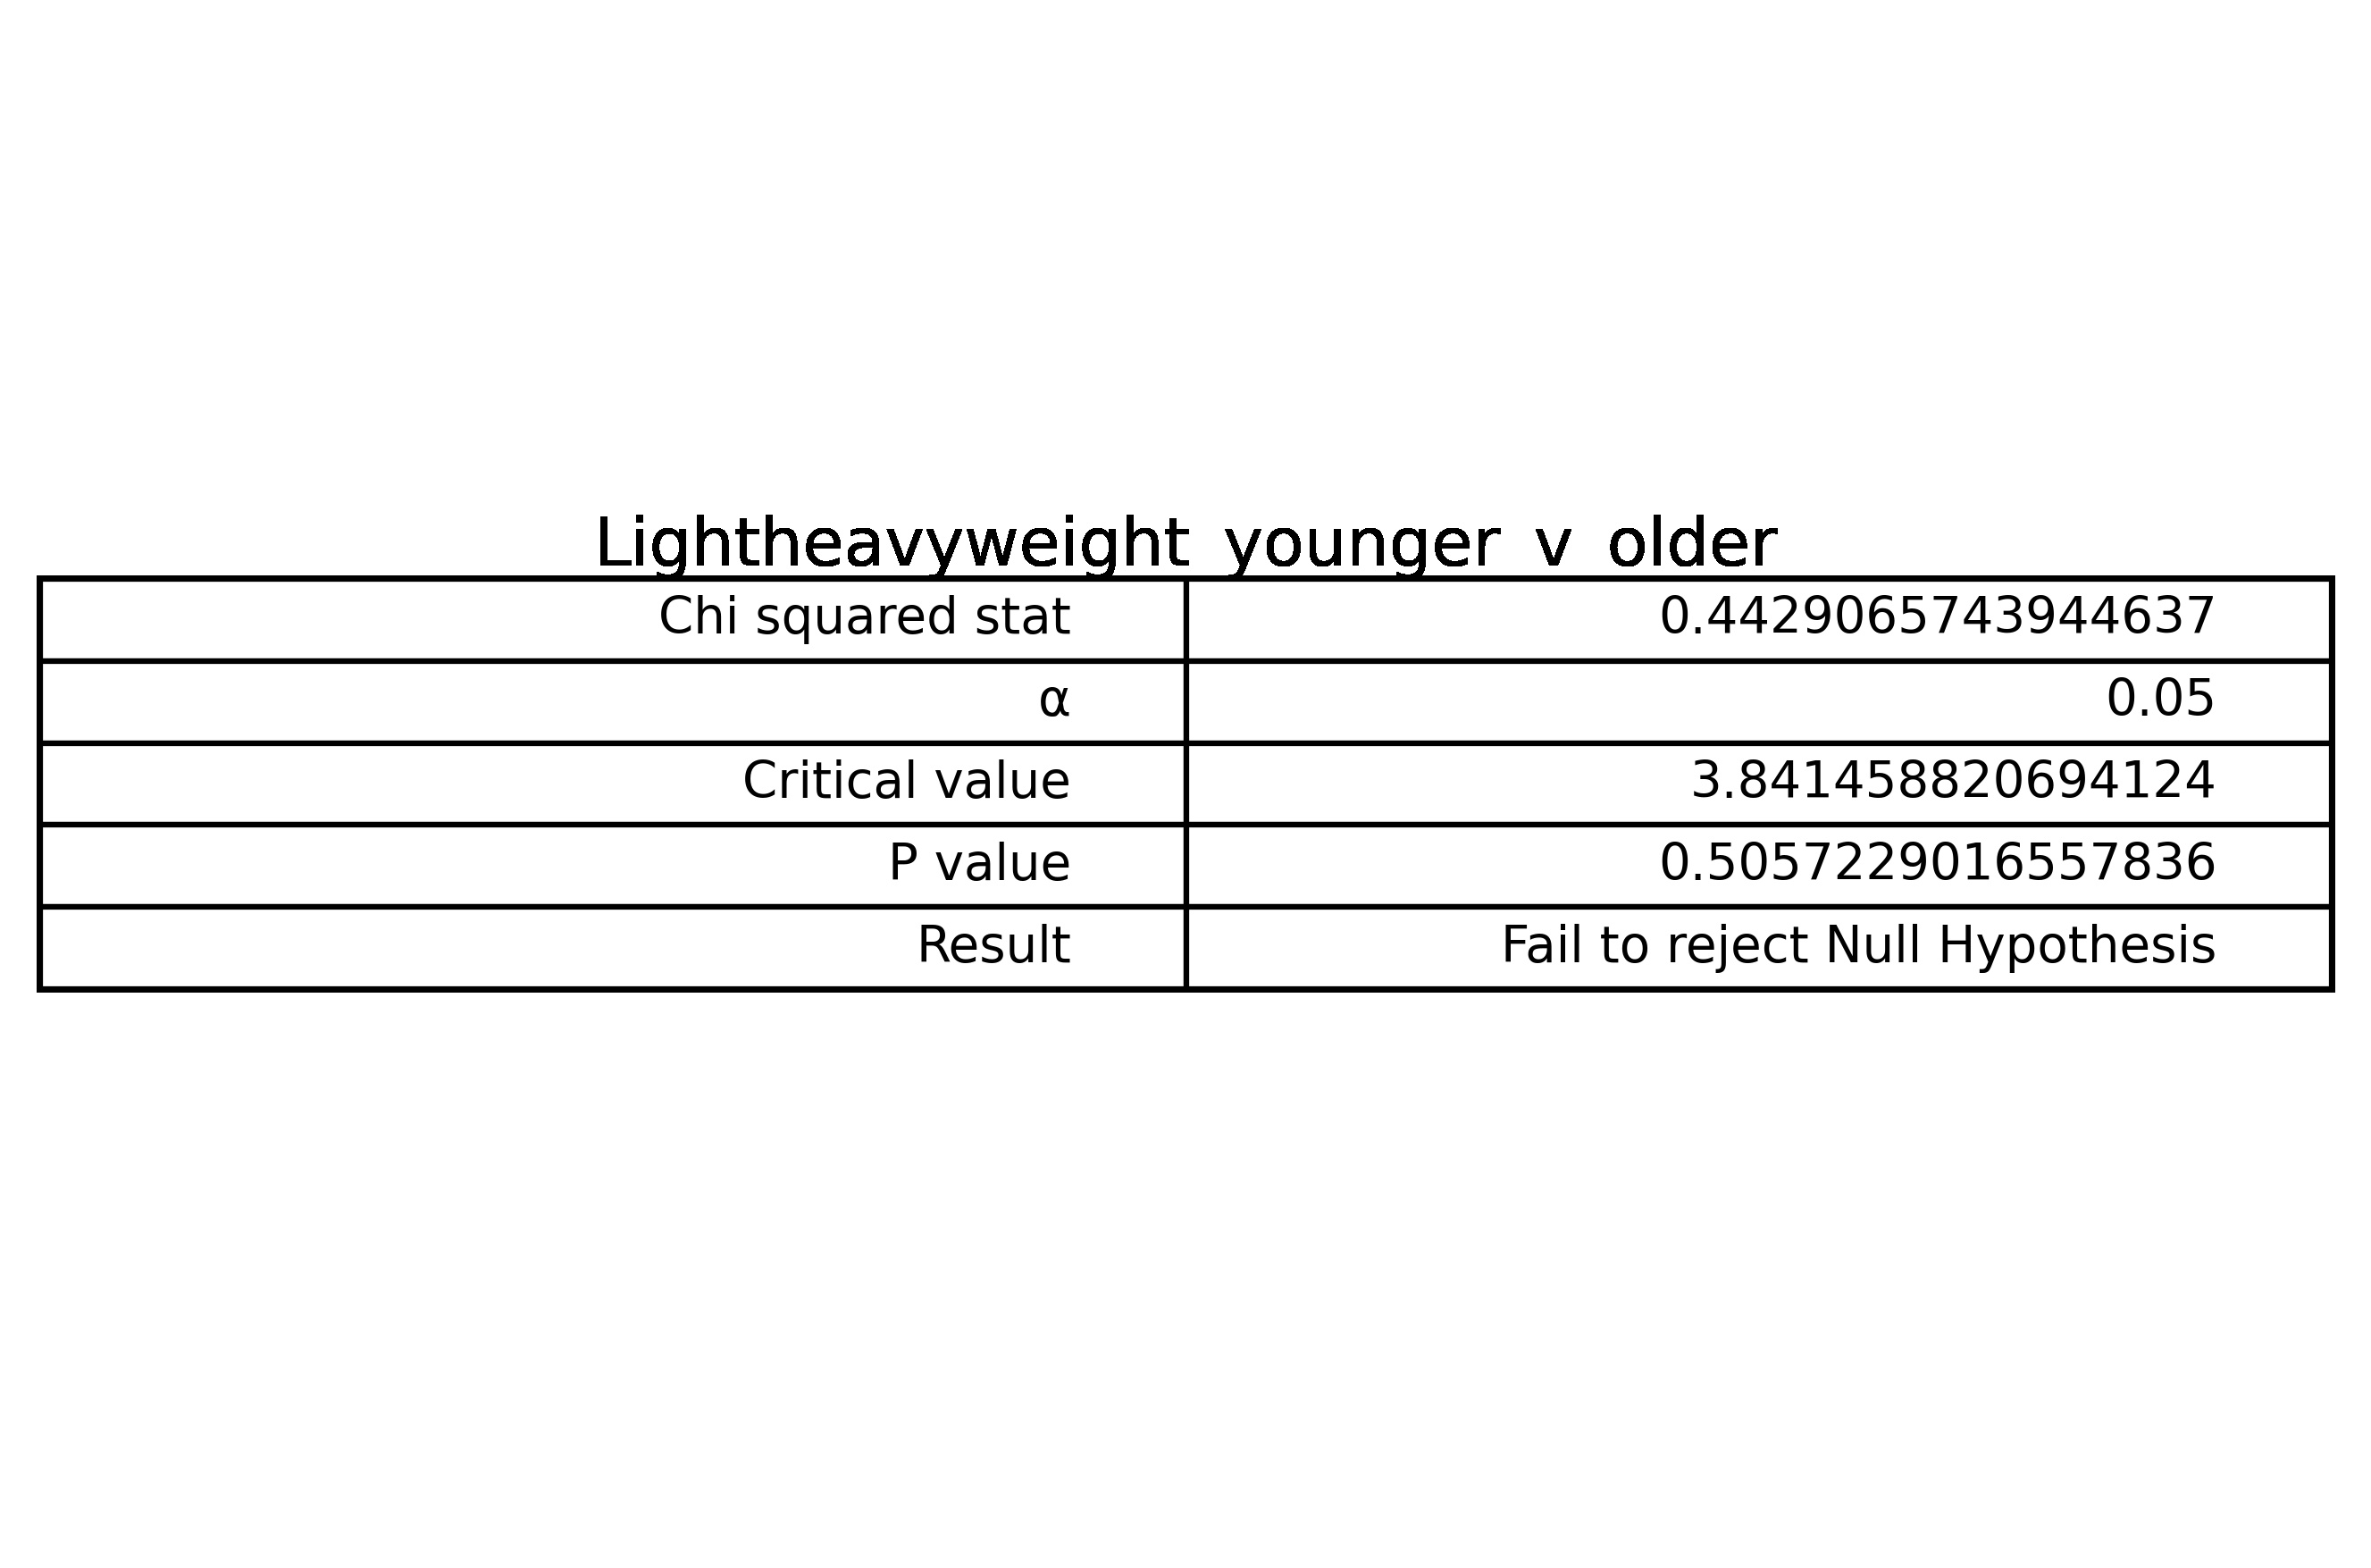 Lightheavyweight younger v older
Chi squared stat 0.4429065743944637
α 0.05
Critical value 3.841458820694124
P value 0.5057229016557836
Result Fail to reject Null Hypothesis